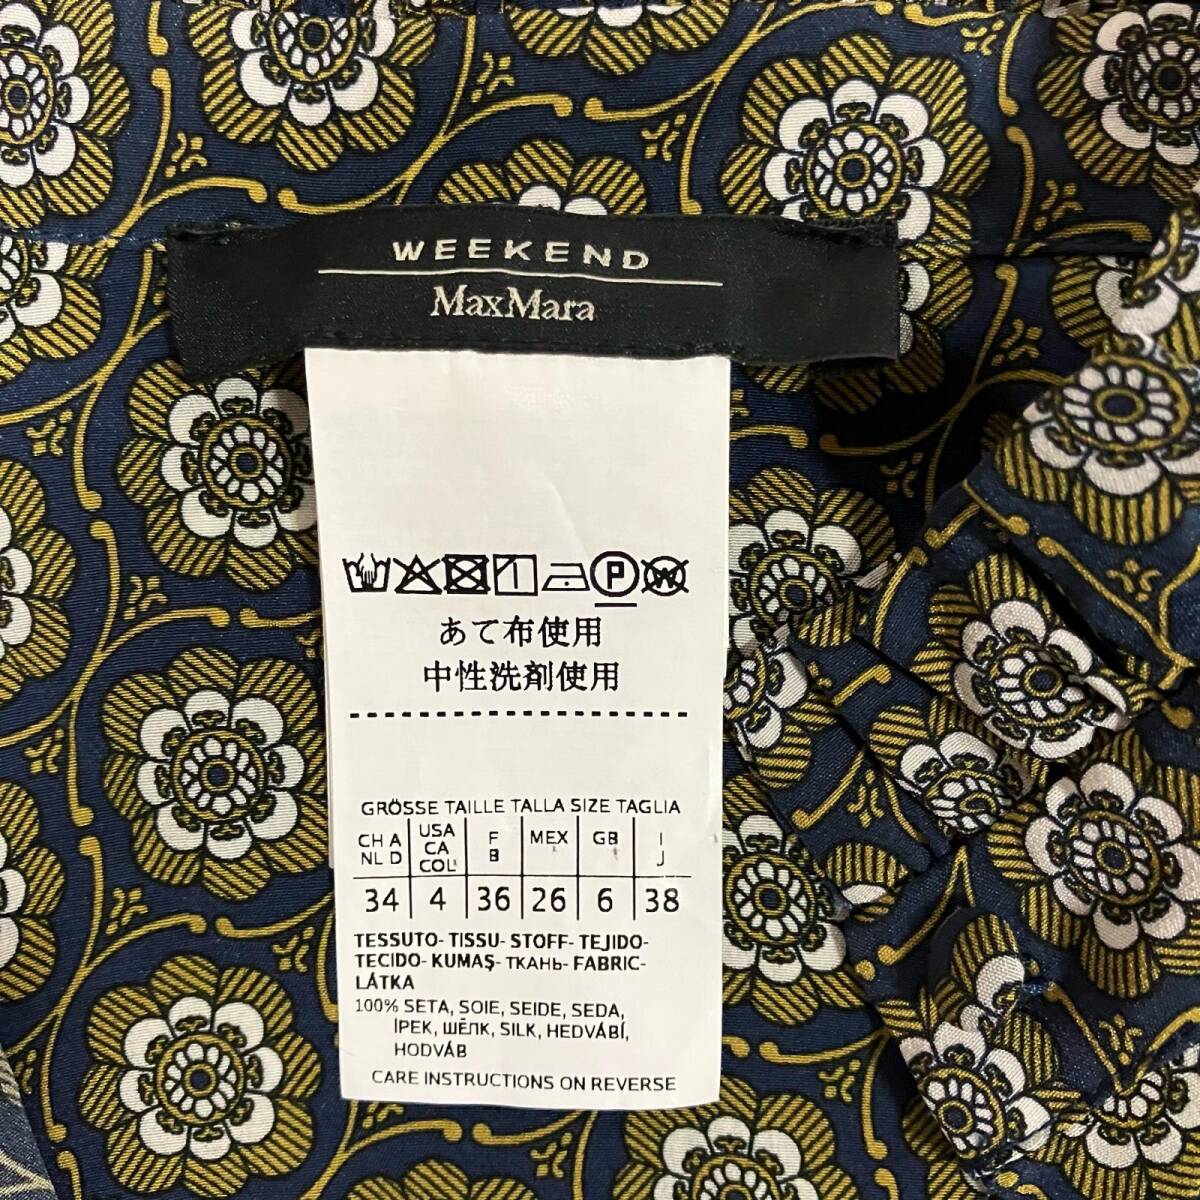 WEEKEND
MaxMara
P W
あて布使用
中性洗剤使用
GRÖSSE TAILLE TALLA SIZE TAGLIA
CH A NL D USA CA COL F B MEX GB I J
34 4 36 26 6 38
TESSUTO- TISSU- STOFF- TEJIDO-
TECIDO- KUMAŞ- ТКАНЬ- FABRIC-
LÁTKA
100% SETA, SOIE, SEIDE, SEDA,
İPEK, ШЁЛК, SILK, HEDVÁBÍ,
HODVÁB
CARE INSTRUCTIONS ON REVERSE